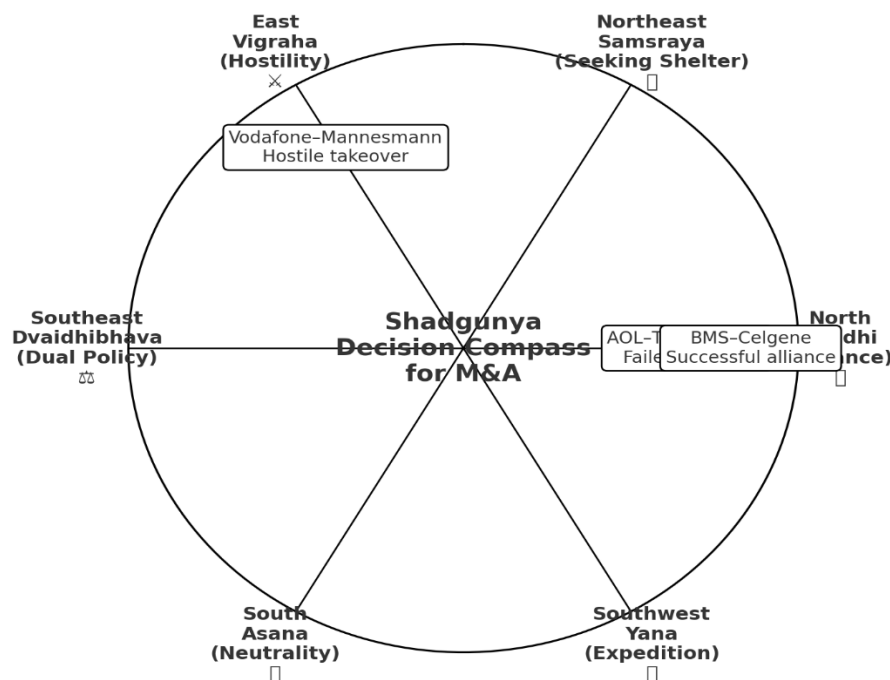 East
Vigraha
(Hostility)
⚔
Northeast
Samsraya
(Seeking Shelter)
Vodafone–Mannesmann
Hostile takeover
Southeast
Dvaidhibhava
(Dual Policy)
⚖
Shadgunya
Decision Compass
for M&A
BMS–Celgene
Successful alliance
North
South
Asana
(Neutrality)
Southwest
Yana
(Expedition)